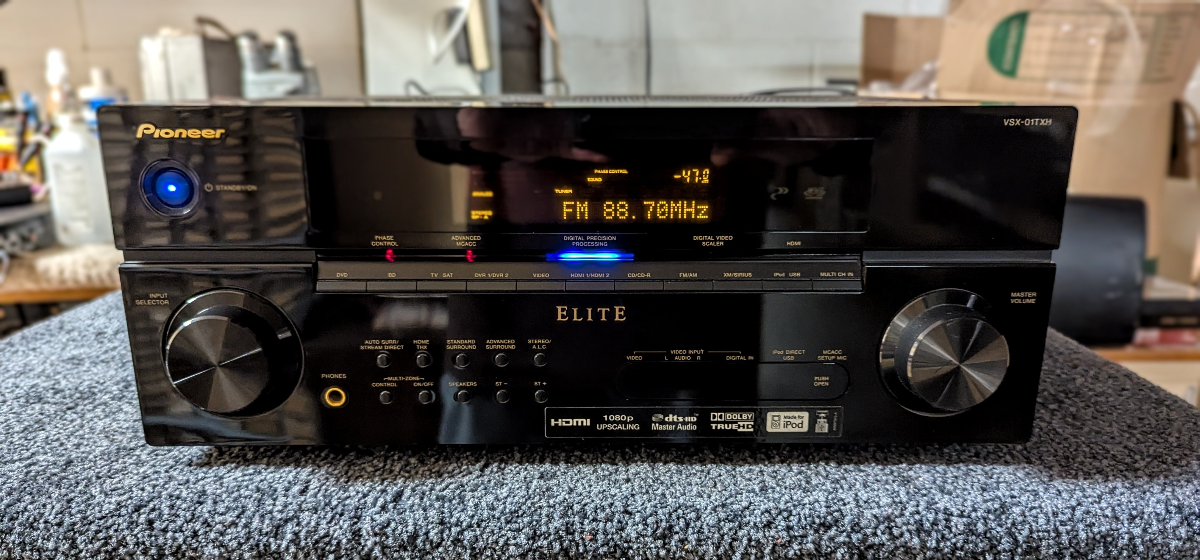 Pioneer
VSX-01TXH
STANDBY/ON
PHASE CONTROL
-47.0
TUNER
FM 88.70MHz
PHASE
CONTROL
ADVANCED
MCACC
DIGITAL PRECISION
PROCESSING
DIGITAL VIDEO
SCALER
HDMI
DVD
BD
TV SAT
DVR 1/DVR 2
VIDEO
HDMI 1/HDMI 2
CD/CD-R
FM/AM
XM/SIRIUS
iPod USB
MULTI CH IN
INPUT
SELECTOR
MASTER
VOLUME
ELITE
AUTO SURR/
STREAM DIRECT
HOME
THX
STANDARD
SURROUND
ADVANCED
SURROUND
STEREO/
A.L.C
PHONES
MULTI-ZONE
CONTROL
ON/OFF
SPEAKERS
ST −
ST +
VIDEO INPUT
VIDEO
L AUDIO R
DIGITAL IN
iPod DIRECT
USB
MCACC
SETUP MIC
PUSH
OPEN
HDMI
1080p
UPSCALING
dts-HD
Master Audio
DOLBY
TRUEHD
Made for
iPod